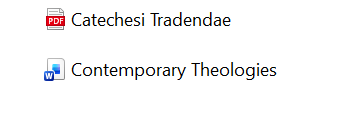 PDF Catechesi Tradendae
W Contemporary Theologies